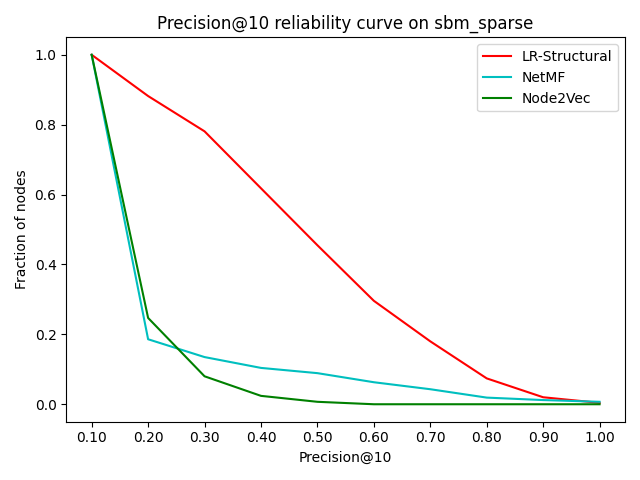 Precision@10 reliability curve on sbm_sparse
LR-Structural
NetMF
Node2Vec
Fraction of nodes
1.0
0.8
0.6
0.4
0.2
0.0
0.10 0.20 0.30 0.40 0.50 0.60 0.70 0.80 0.90 1.00
Precision@10